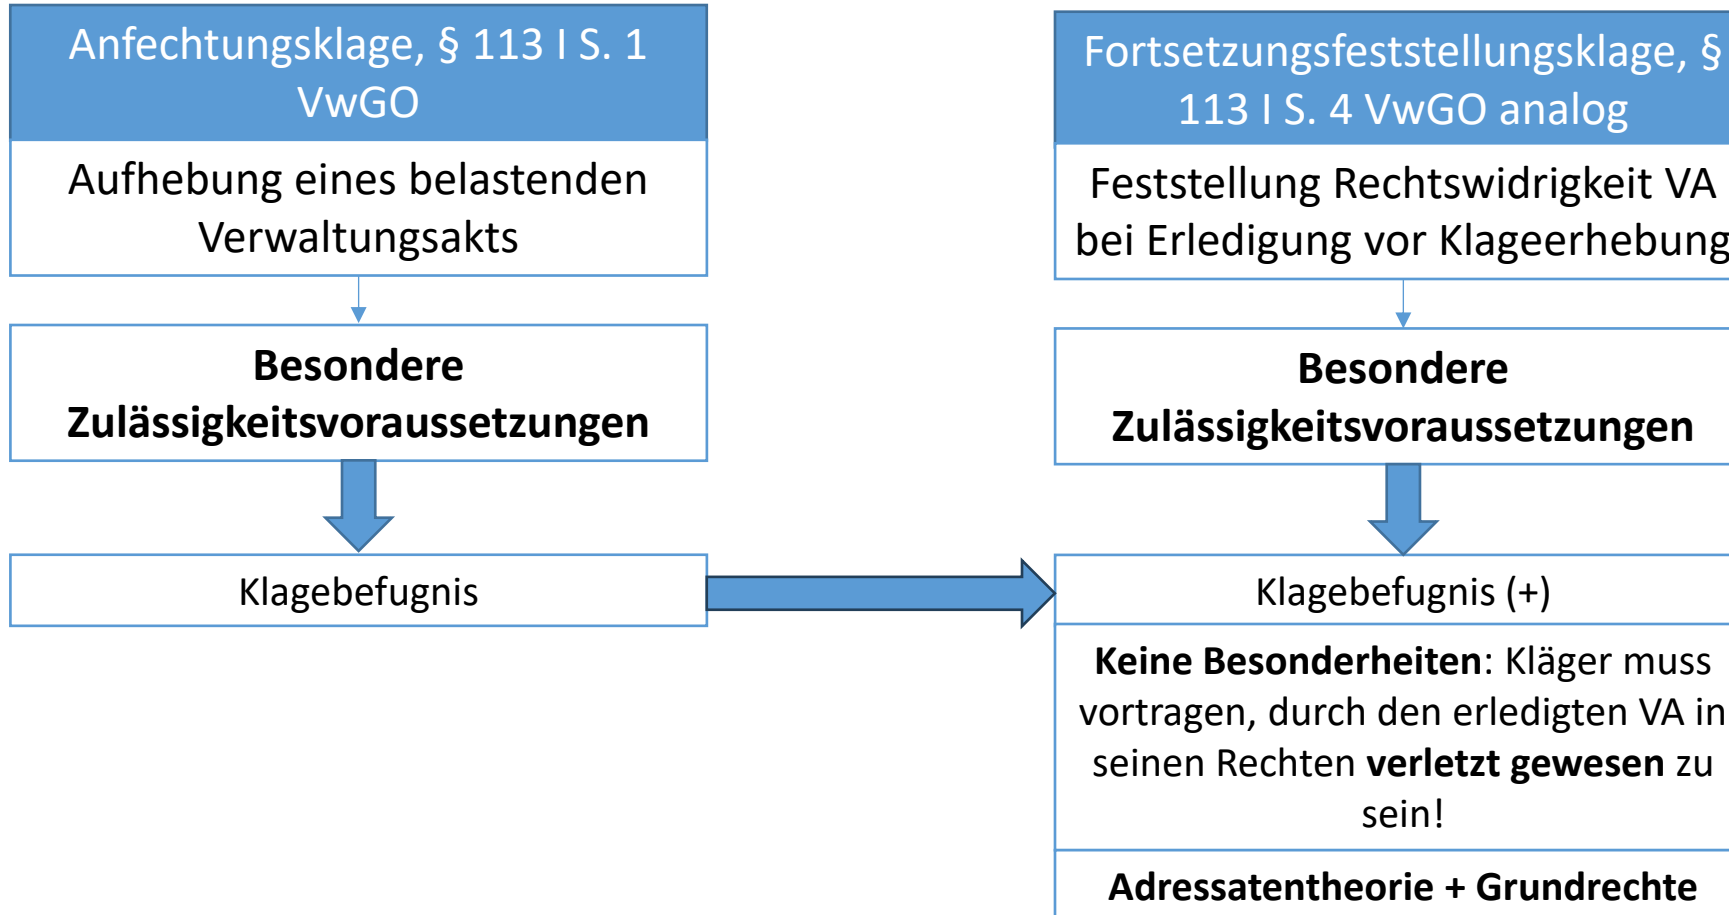 Anfechtungsklage, § 113 I S. 1
VwGO
Aufhebung eines belastenden
Verwaltungsakts
Besondere
Zulässigkeitsvoraussetzungen
Klagebefugnis
Fortsetzungsfeststellungsklage, §
113 I S. 4 VwGO analog
Feststellung Rechtswidrigkeit VA
bei Erledigung vor Klageerhebung
Besondere
Zulässigkeitsvoraussetzungen
Klagebefugnis (+)
Keine Besonderheiten: Kläger muss
vortragen, durch den erledigten VA in
seinen Rechten verletzt gewesen zu
sein!
Adressatentheorie + Grundrechte